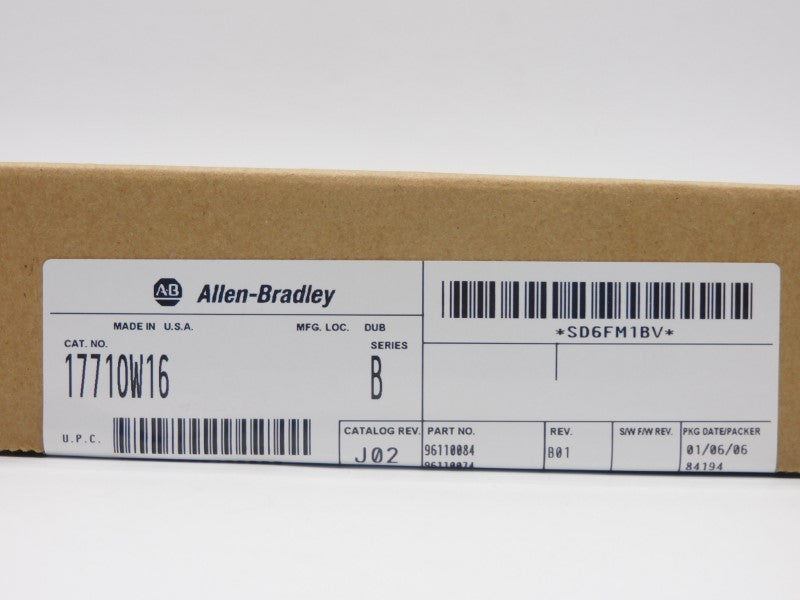 AB Allen-Bradley
*SD6FM1BV*
MADE IN U.S.A. MFG. LOC. DUB
CAT. NO. SERIES
1771OW16 B
U.P.C.
CATALOG REV. PART NO. REV. S/W F/W REV. PKG DATE/PACKER
J02 96110084 B01 01/06/06
96110074 84194